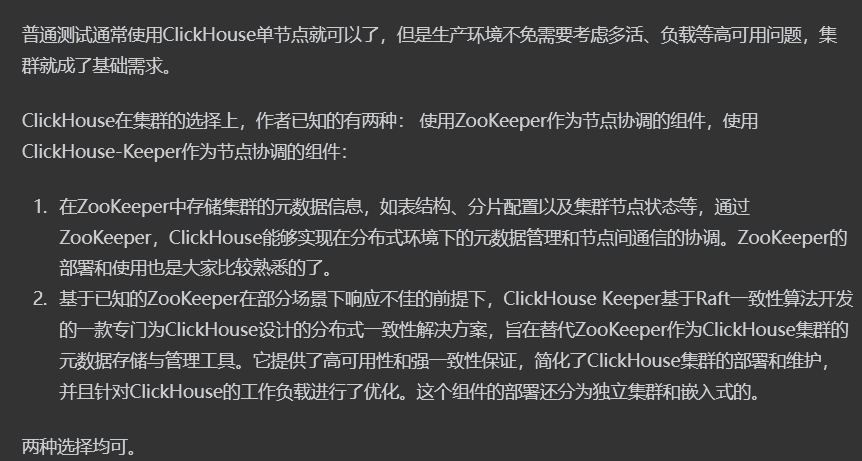 普通测试通常使用ClickHouse单节点就可以了，但是生产环境不免需要考虑多活、负载等高可用问题，集
群就成了基础需求。
ClickHouse在集群的选择上，作者已知的有两种： 使用ZooKeeper作为节点协调的组件，使用
ClickHouse-Keeper作为节点协调的组件：
1. 在ZooKeeper中存储集群的元数据信息，如表结构、分片配置以及集群节点状态等，通过
ZooKeeper，ClickHouse能够实现在分布式环境下的元数据管理和节点间通信的协调。ZooKeeper的
部署和使用也是大家比较熟悉的了。
2. 基于已知的ZooKeeper在部分场景下响应不佳的前提下，ClickHouse Keeper基于Raft一致性算法开发
的一款专门为ClickHouse设计的分布式一致性解决方案，旨在替代ZooKeeper作为ClickHouse集群的
元数据存储与管理工具。它提供了高可用性和强一致性保证，简化了ClickHouse集群的部署和维护，
并且针对ClickHouse的工作负载进行了优化。这个组件的部署还分为独立集群和嵌入式的。
两种选择均可。